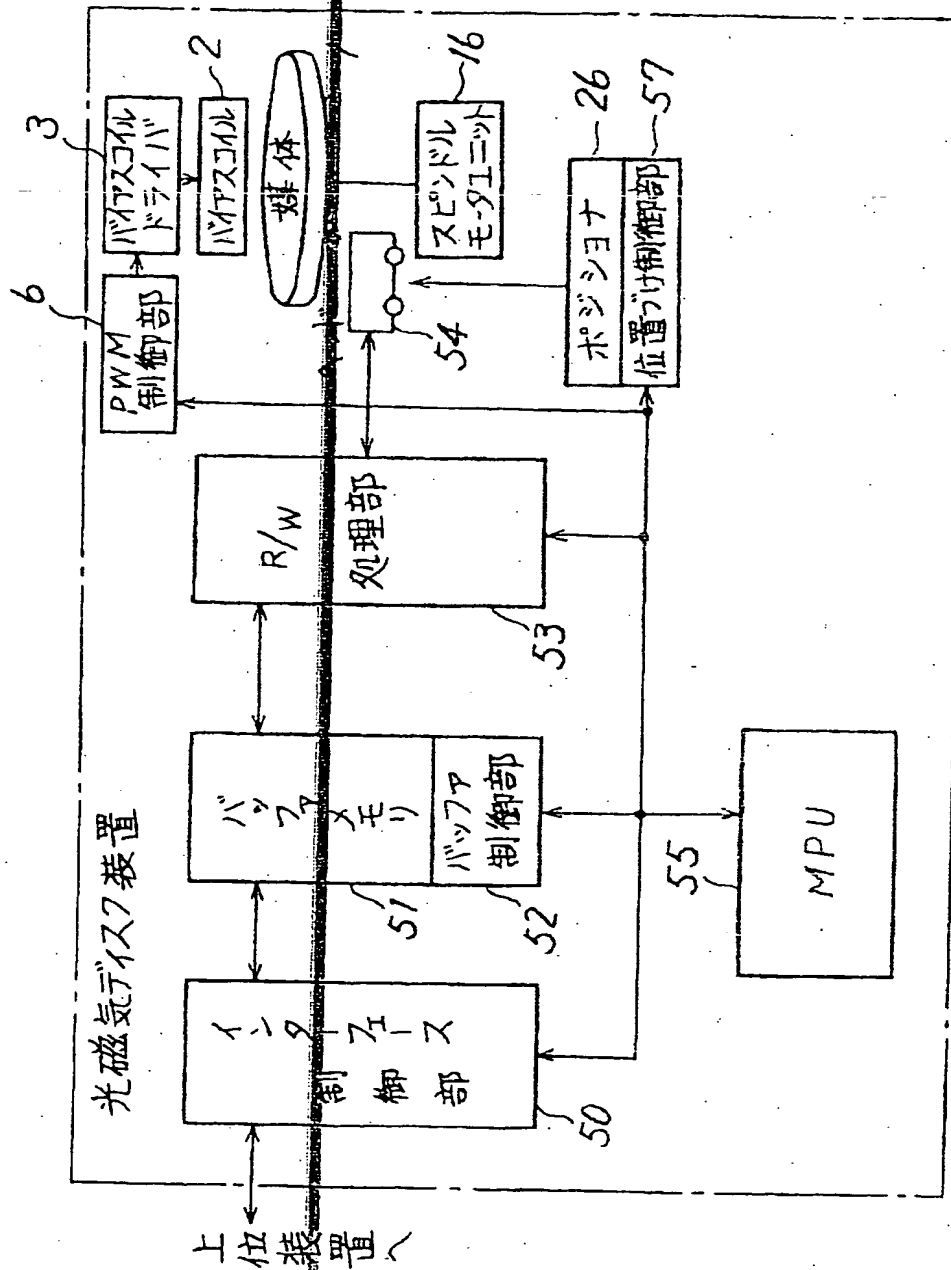 光磁気ディスク装置
上位装置へ
インターフェース
制御部
50
バッファメモリ
51
バッファ
制御部
52
R/W
処理部
53
MPU
55
PWM
制御部
6
バイアスコイル
ドライバ
3
バイアスコイル
2
媒体
54
スピンドル
モータユニット
16
ポジショナ
26
位置づけ制御部
57